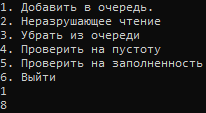 1. Добавить в очередь.
2. Неразрушающее чтение
3. Убрать из очереди
4. Проверить на пустоту
5. Проверить на заполненность
6. Выйти
1
8